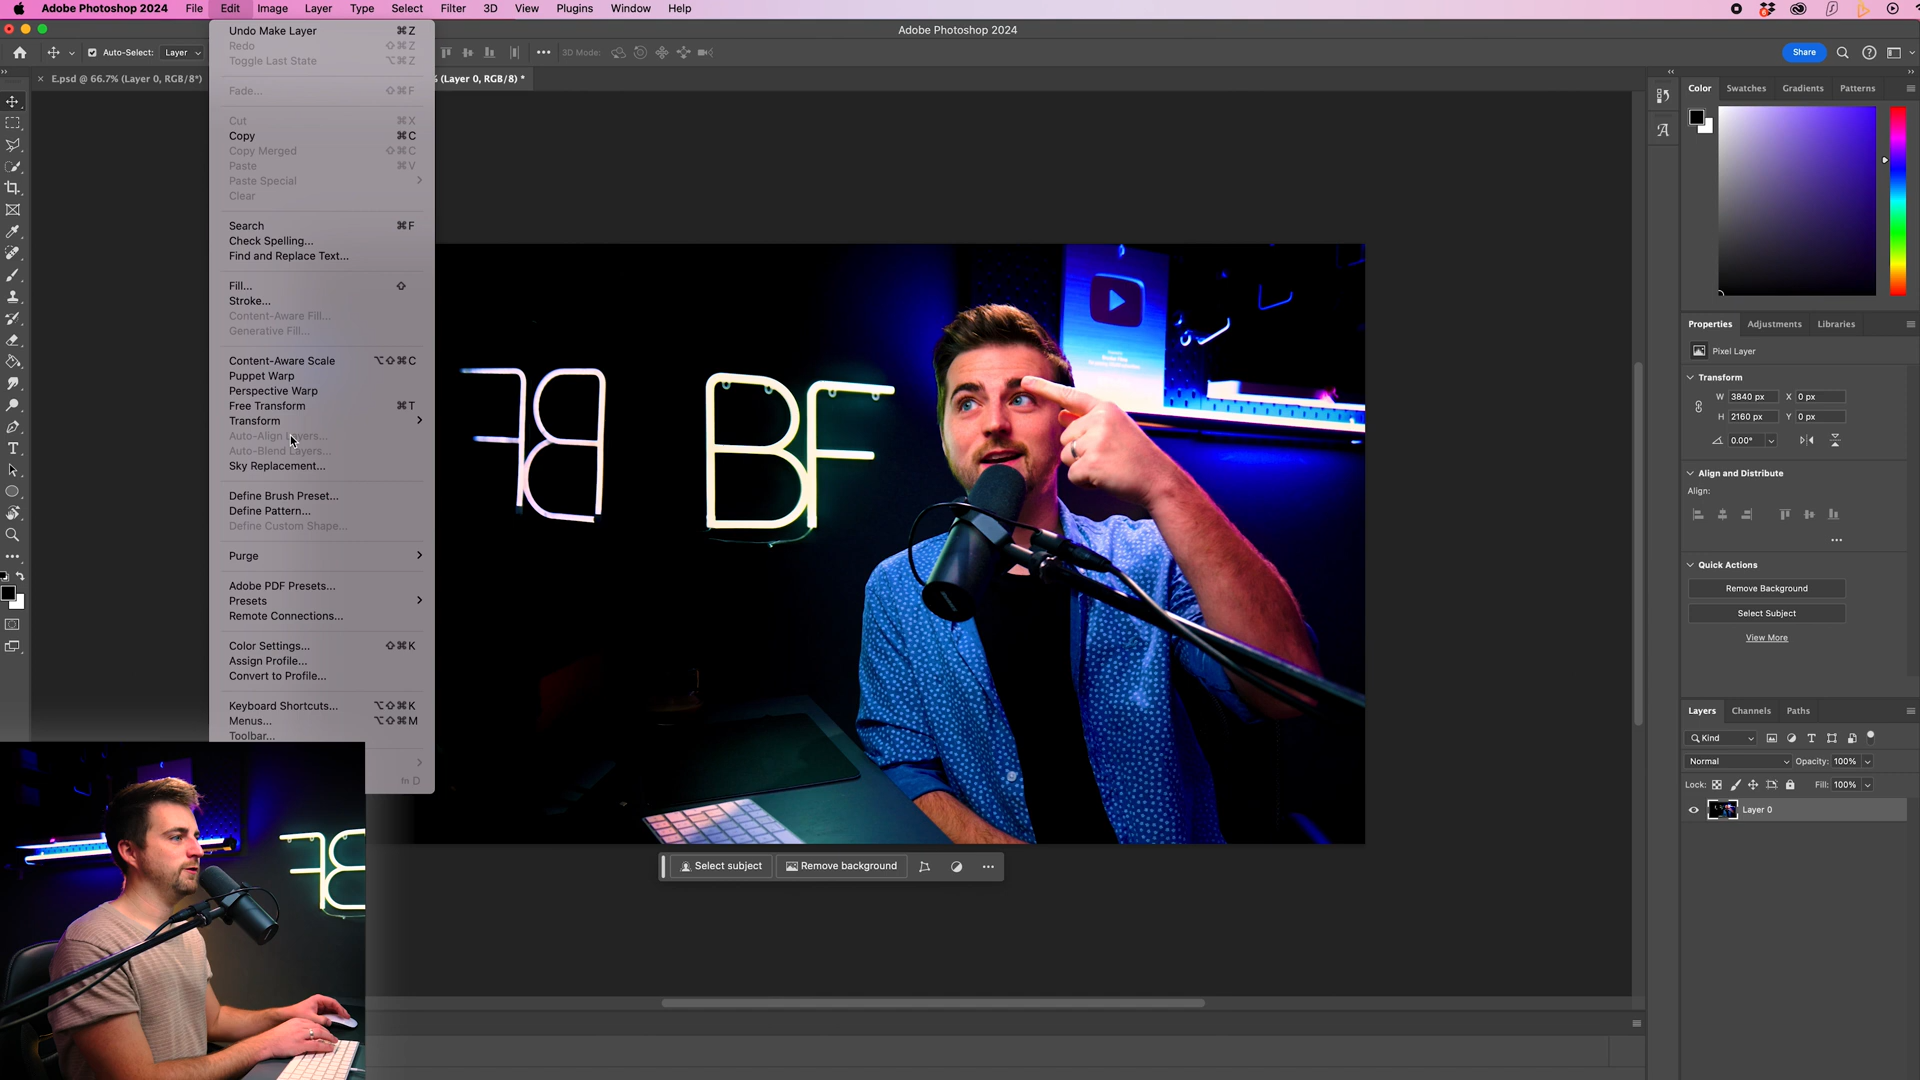 Adobe Photoshop 2024 File Edit Image Layer Type Select Filter 3D View Plugins Window Help
Adobe Photoshop 2024
Auto-Select: Layer
3D Mode:
Share
E.psd @ 66.7% (Layer 0, RGB/8*)
(Layer 0, RGB/8) *
Undo Make Layer ⌘Z
Redo ⇧⌘Z
Toggle Last State ⌥⌘Z
Fade... ⇧⌘F
Cut ⌘X
Copy ⌘C
Copy Merged ⇧⌘C
Paste ⌘V
Paste Special
Clear
Search ⌘F
Check Spelling...
Find and Replace Text...
Fill... ⇧
Stroke...
Content-Aware Fill...
Generative Fill...
Content-Aware Scale ⌥⇧⌘C
Puppet Warp
Perspective Warp
Free Transform ⌘T
Transform
Auto-Align Layers...
Auto-Blend Layers...
Sky Replacement...
Define Brush Preset...
Define Pattern...
Define Custom Shape...
Purge
Adobe PDF Presets...
Presets
Remote Connections...
Color Settings... ⇧⌘K
Assign Profile...
Convert to Profile...
Keyboard Shortcuts... ⌥⇧⌘K
Menus... ⌥⇧⌘M
Toolbar...
fn D
BF
BF
BF
Select subject Remove background
Color Swatches Gradients Patterns
Properties Adjustments Libraries
Pixel Layer
Transform
W 3840 px X 0 px
H 2160 px Y 0 px
0.00°
Align and Distribute
Align:
Quick Actions
Remove Background
Select Subject
View More
Layers Channels Paths
Kind
Normal Opacity: 100%
Lock: Fill: 100%
Layer 0